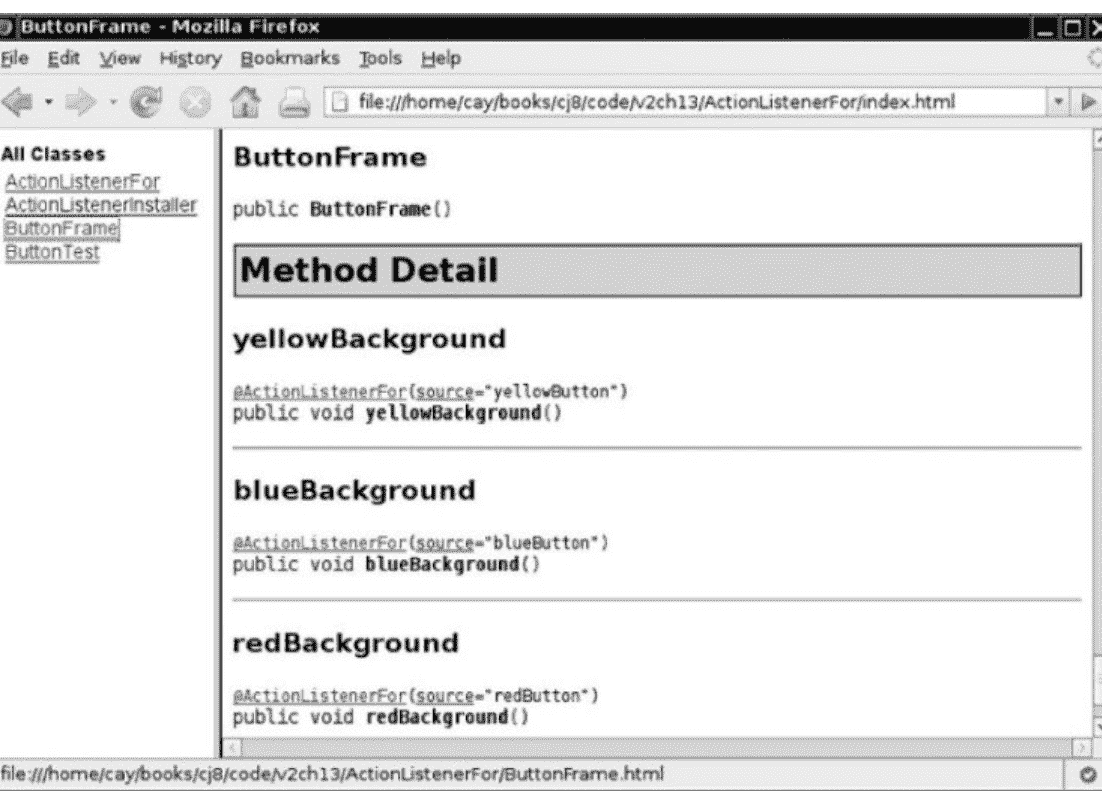 ButtonFrame - Mozilla Firefox
File Edit View History Bookmarks Tools Help
file:///home/cay/books/cj8/code/v2ch13/ActionListenerFor/index.html
All Classes
ActionListenerFor
ActionListenerInstaller
ButtonFrame
ButtonTest
ButtonFrame
public ButtonFrame()
Method Detail
yellowBackground
@ActionListenerFor(source="yellowButton")
public void yellowBackground()
blueBackground
@ActionListenerFor(source="blueButton")
public void blueBackground()
redBackground
@ActionListenerFor(source="redButton")
public void redBackground()
file:///home/cay/books/cj8/code/v2ch13/ActionListenerFor/ButtonFrame.html